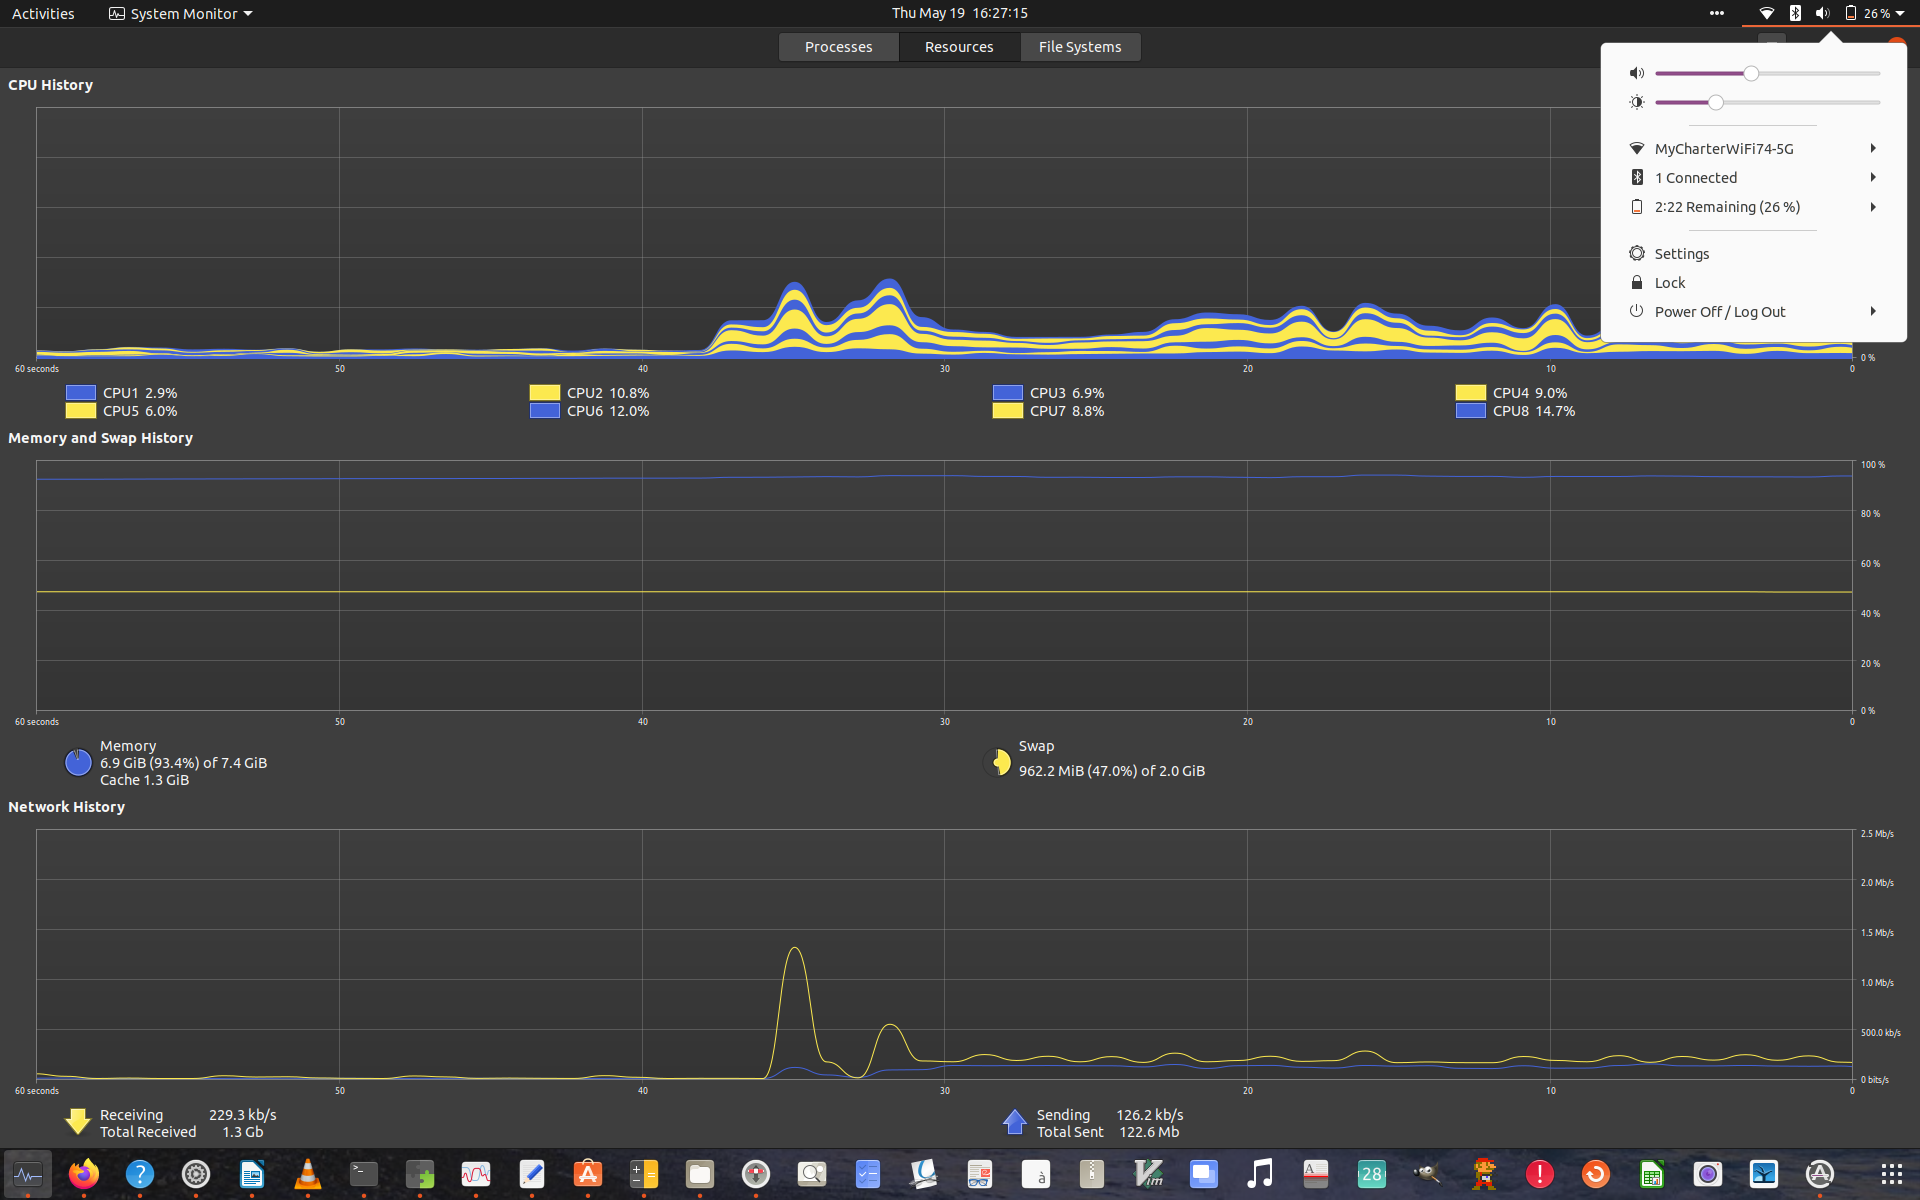 Activities
System Monitor
Thu May 19 16:27:15
26 %
Processes
Resources
File Systems
MyCharterWiFi74-5G
1 Connected
2:22 Remaining (26 %)
Settings
Lock
Power Off / Log Out
CPU History
0 %
60 seconds 50 40 30 20 10 0
CPU1 2.9% CPU2 10.8% CPU3 6.9% CPU4 9.0%
CPU5 6.0% CPU6 12.0% CPU7 8.8% CPU8 14.7%
Memory and Swap History
100 %
80 %
60 %
40 %
20 %
0 %
60 seconds 50 40 30 20 10 0
Memory
6.9 GiB (93.4%) of 7.4 GiB
Cache 1.3 GiB
Swap
962.2 MiB (47.0%) of 2.0 GiB
Network History
2.5 Mb/s
2.0 Mb/s
1.5 Mb/s
1.0 Mb/s
500.0 kb/s
0 bits/s
60 seconds 50 40 30 20 10 0
Receiving 229.3 kb/s
Total Received 1.3 Gb
Sending 126.2 kb/s
Total Sent 122.6 Mb
?
>_
à
Vim
A
28
!